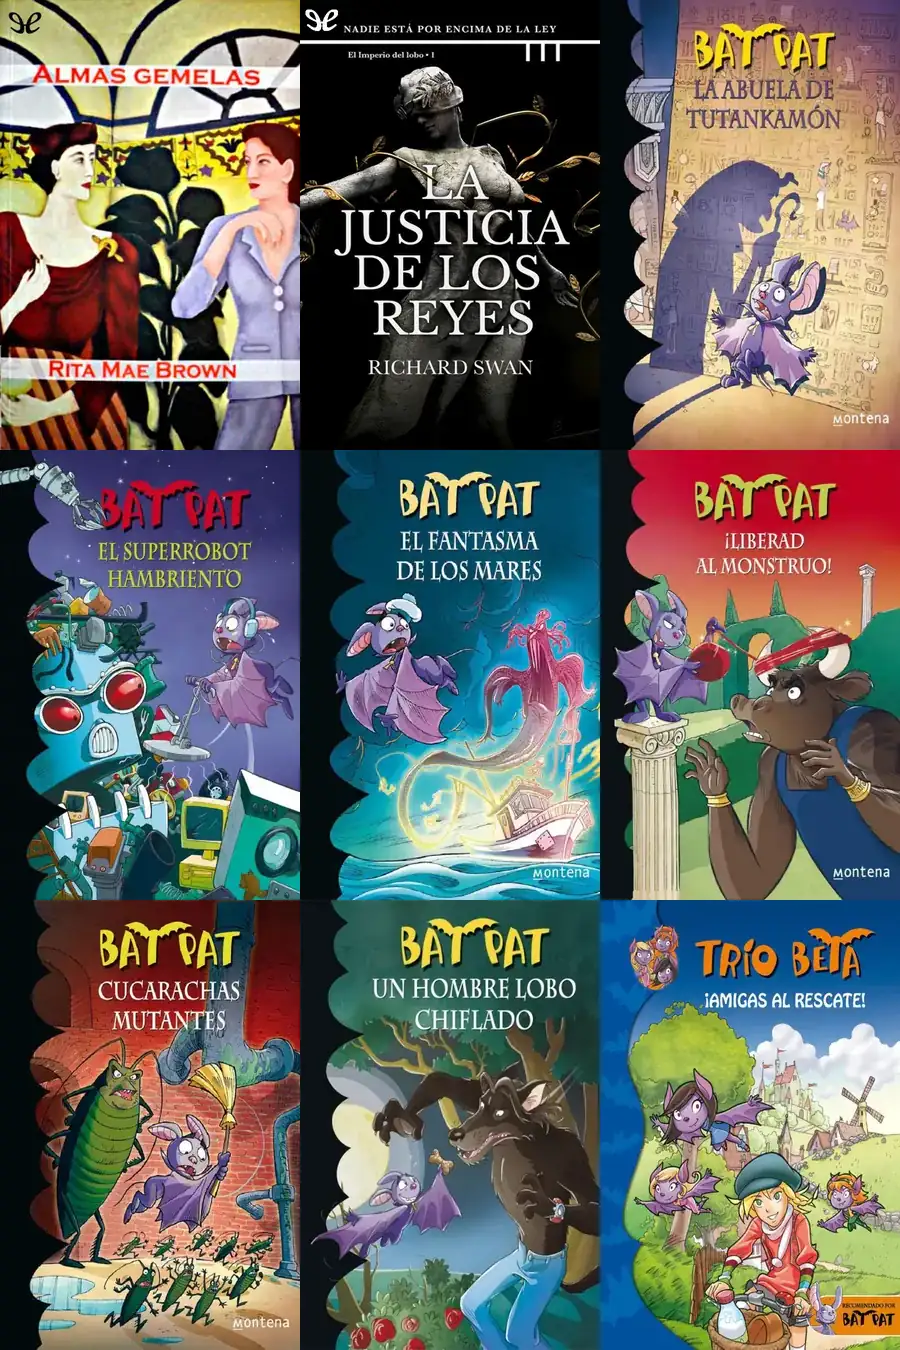 ALMAS GEMELAS
RITA MAE BROWN
NADIE ESTÁ POR ENCIMA DE LA LEY
El Imperio del lobo • 1
LA
JUSTICIA
DE LOS
REYES
RICHARD SWAN
BAT PAT
LA ABUELA DE
TUTANKAMÓN
montena
BAT PAT
EL SUPERROBOT
HAMBRIENTO
BAT PAT
EL FANTASMA
DE LOS MARES
montena
BAT PAT
¡LIBERAD
AL MONSTRUO!
montena
BAT PAT
CUCARACHAS
MUTANTES
montena
BAT PAT
UN HOMBRE LOBO
CHIFLADO
TRÍO BETA
¡AMIGAS AL RESCATE!
RECOMENDADO POR
BAT PAT